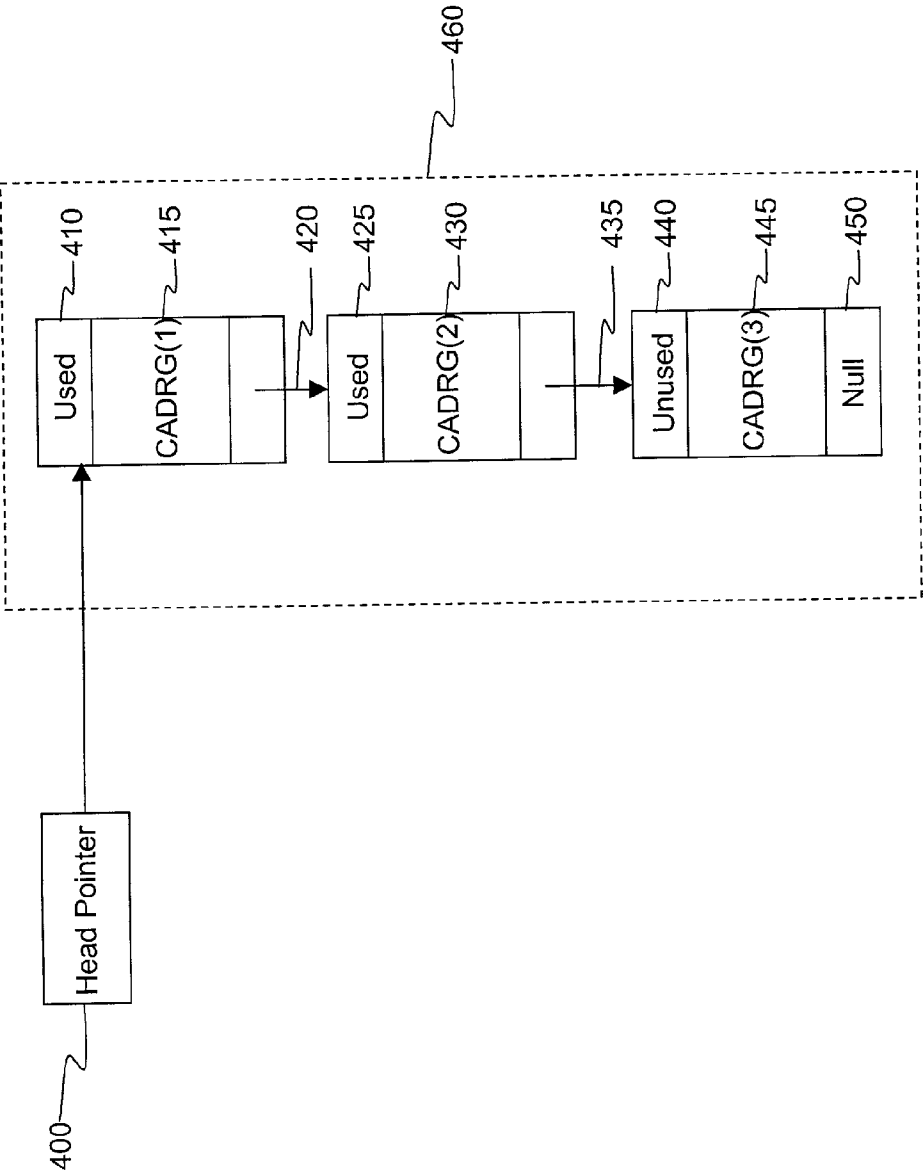 400
Head Pointer
Used
410
CADRG(1)
415
420
Used
425
CADRG(2)
430
435
Unused
440
CADRG(3)
445
Null
450
460